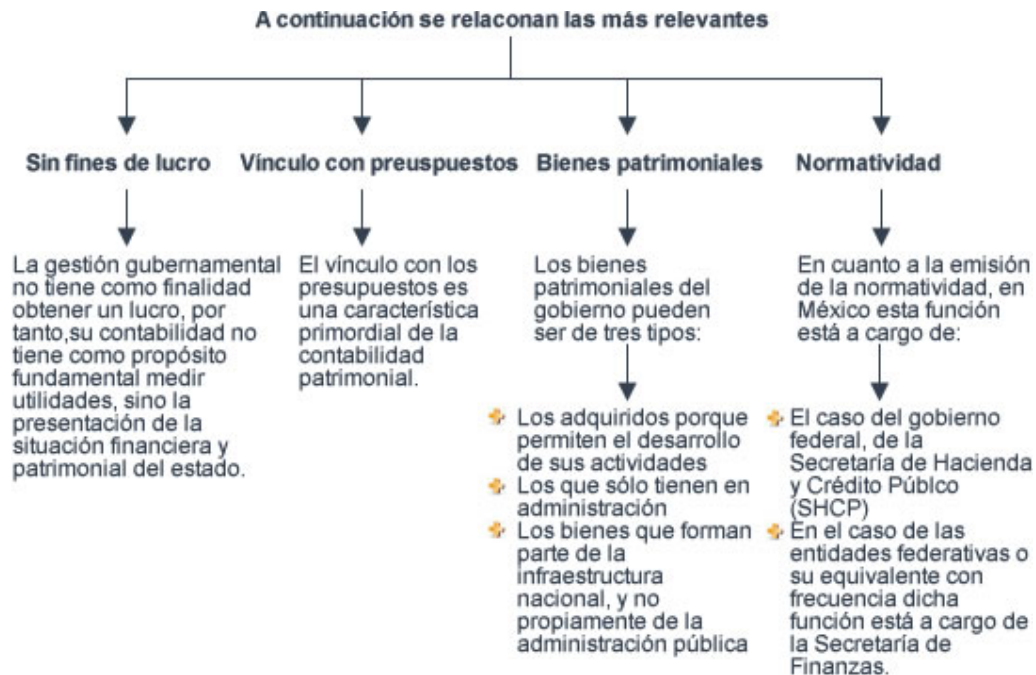 A continuación se relaconan las más relevantes
Sin fines de lucro
Vínculo con preuspuestos
Bienes patrimoniales
Normatividad
La gestión gubernamental
no tiene como finalidad
obtener un lucro, por
tanto,su contabilidad no
tiene como propósito
fundamental medir
utilidades, sino la
presentación de la
situación financiera y
patrimonial del estado.
El vínculo con los
presupuestos es
una característica
primordial de la
contabilidad
patrimonial.
Los bienes
patrimoniales del
gobierno pueden
ser de tres tipos:
Los adquiridos porque
permiten el desarrollo
de sus actividades
Los que sólo tienen en
administración
Los bienes que forman
parte de la
infraestructura
nacional, y no
propiamente de la
administración pública
En cuanto a la emisión
de la normatividad, en
México esta función
está a cargo de:
El caso del gobierno
federal, de la
Secretaría de Hacienda
y Crédito Públco
(SHCP)
En el caso de las
entidades federativas o
su equivalente con
frecuencia dicha
función está a cargo de
la Secretaría de
Finanzas.